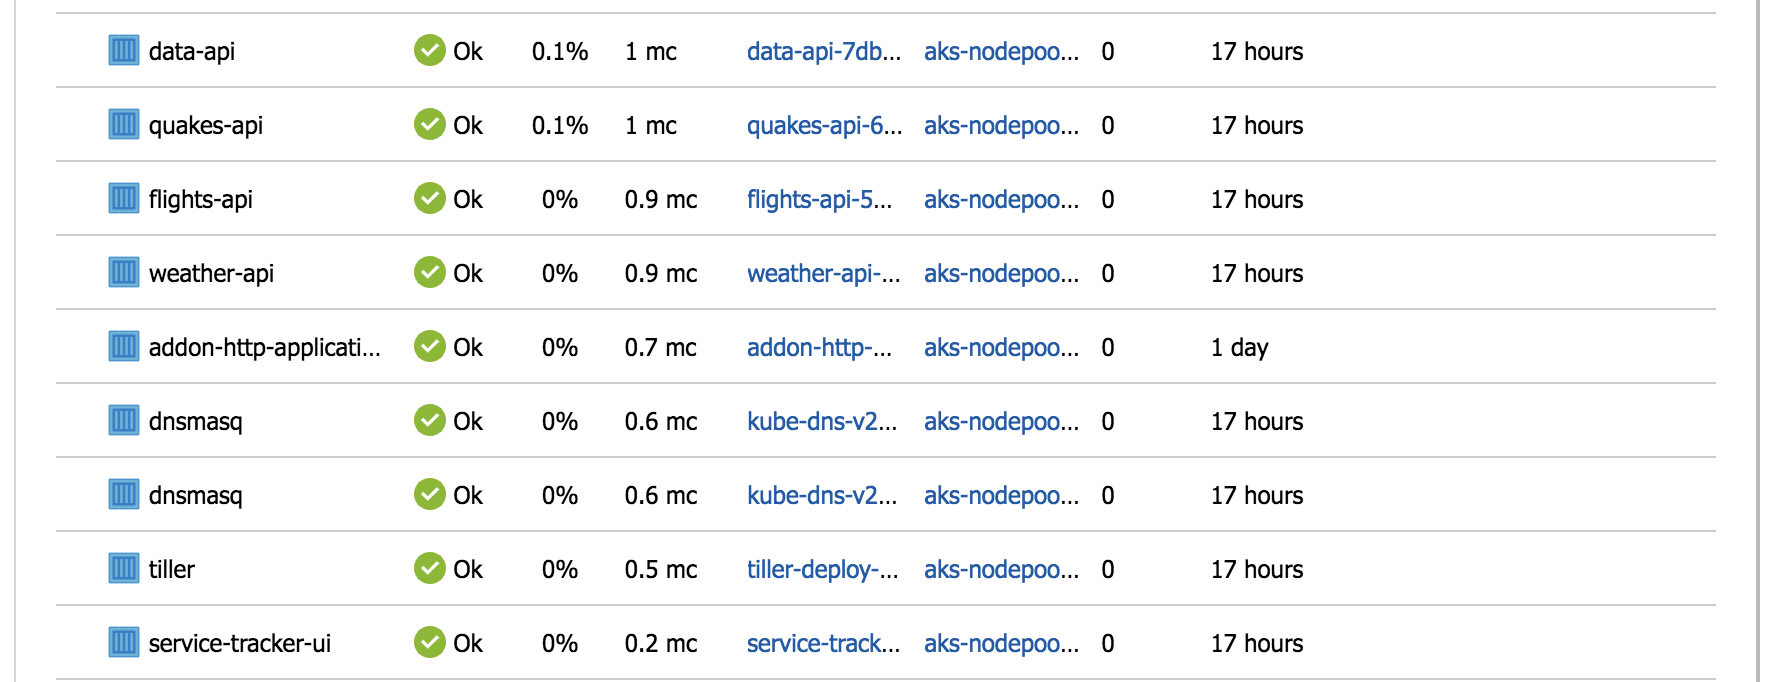 data-api Ok 0.1% 1 mc data-api-7db... aks-nodepoo... 0 17 hours
quakes-api Ok 0.1% 1 mc quakes-api-6... aks-nodepoo... 0 17 hours
flights-api Ok 0% 0.9 mc flights-api-5... aks-nodepoo... 0 17 hours
weather-api Ok 0% 0.9 mc weather-api-... aks-nodepoo... 0 17 hours
addon-http-applicati... Ok 0% 0.7 mc addon-http-... aks-nodepoo... 0 1 day
dnsmasq Ok 0% 0.6 mc kube-dns-v2... aks-nodepoo... 0 17 hours
dnsmasq Ok 0% 0.6 mc kube-dns-v2... aks-nodepoo... 0 17 hours
tiller Ok 0% 0.5 mc tiller-deploy-... aks-nodepoo... 0 17 hours
service-tracker-ui Ok 0% 0.2 mc service-track... aks-nodepoo... 0 17 hours